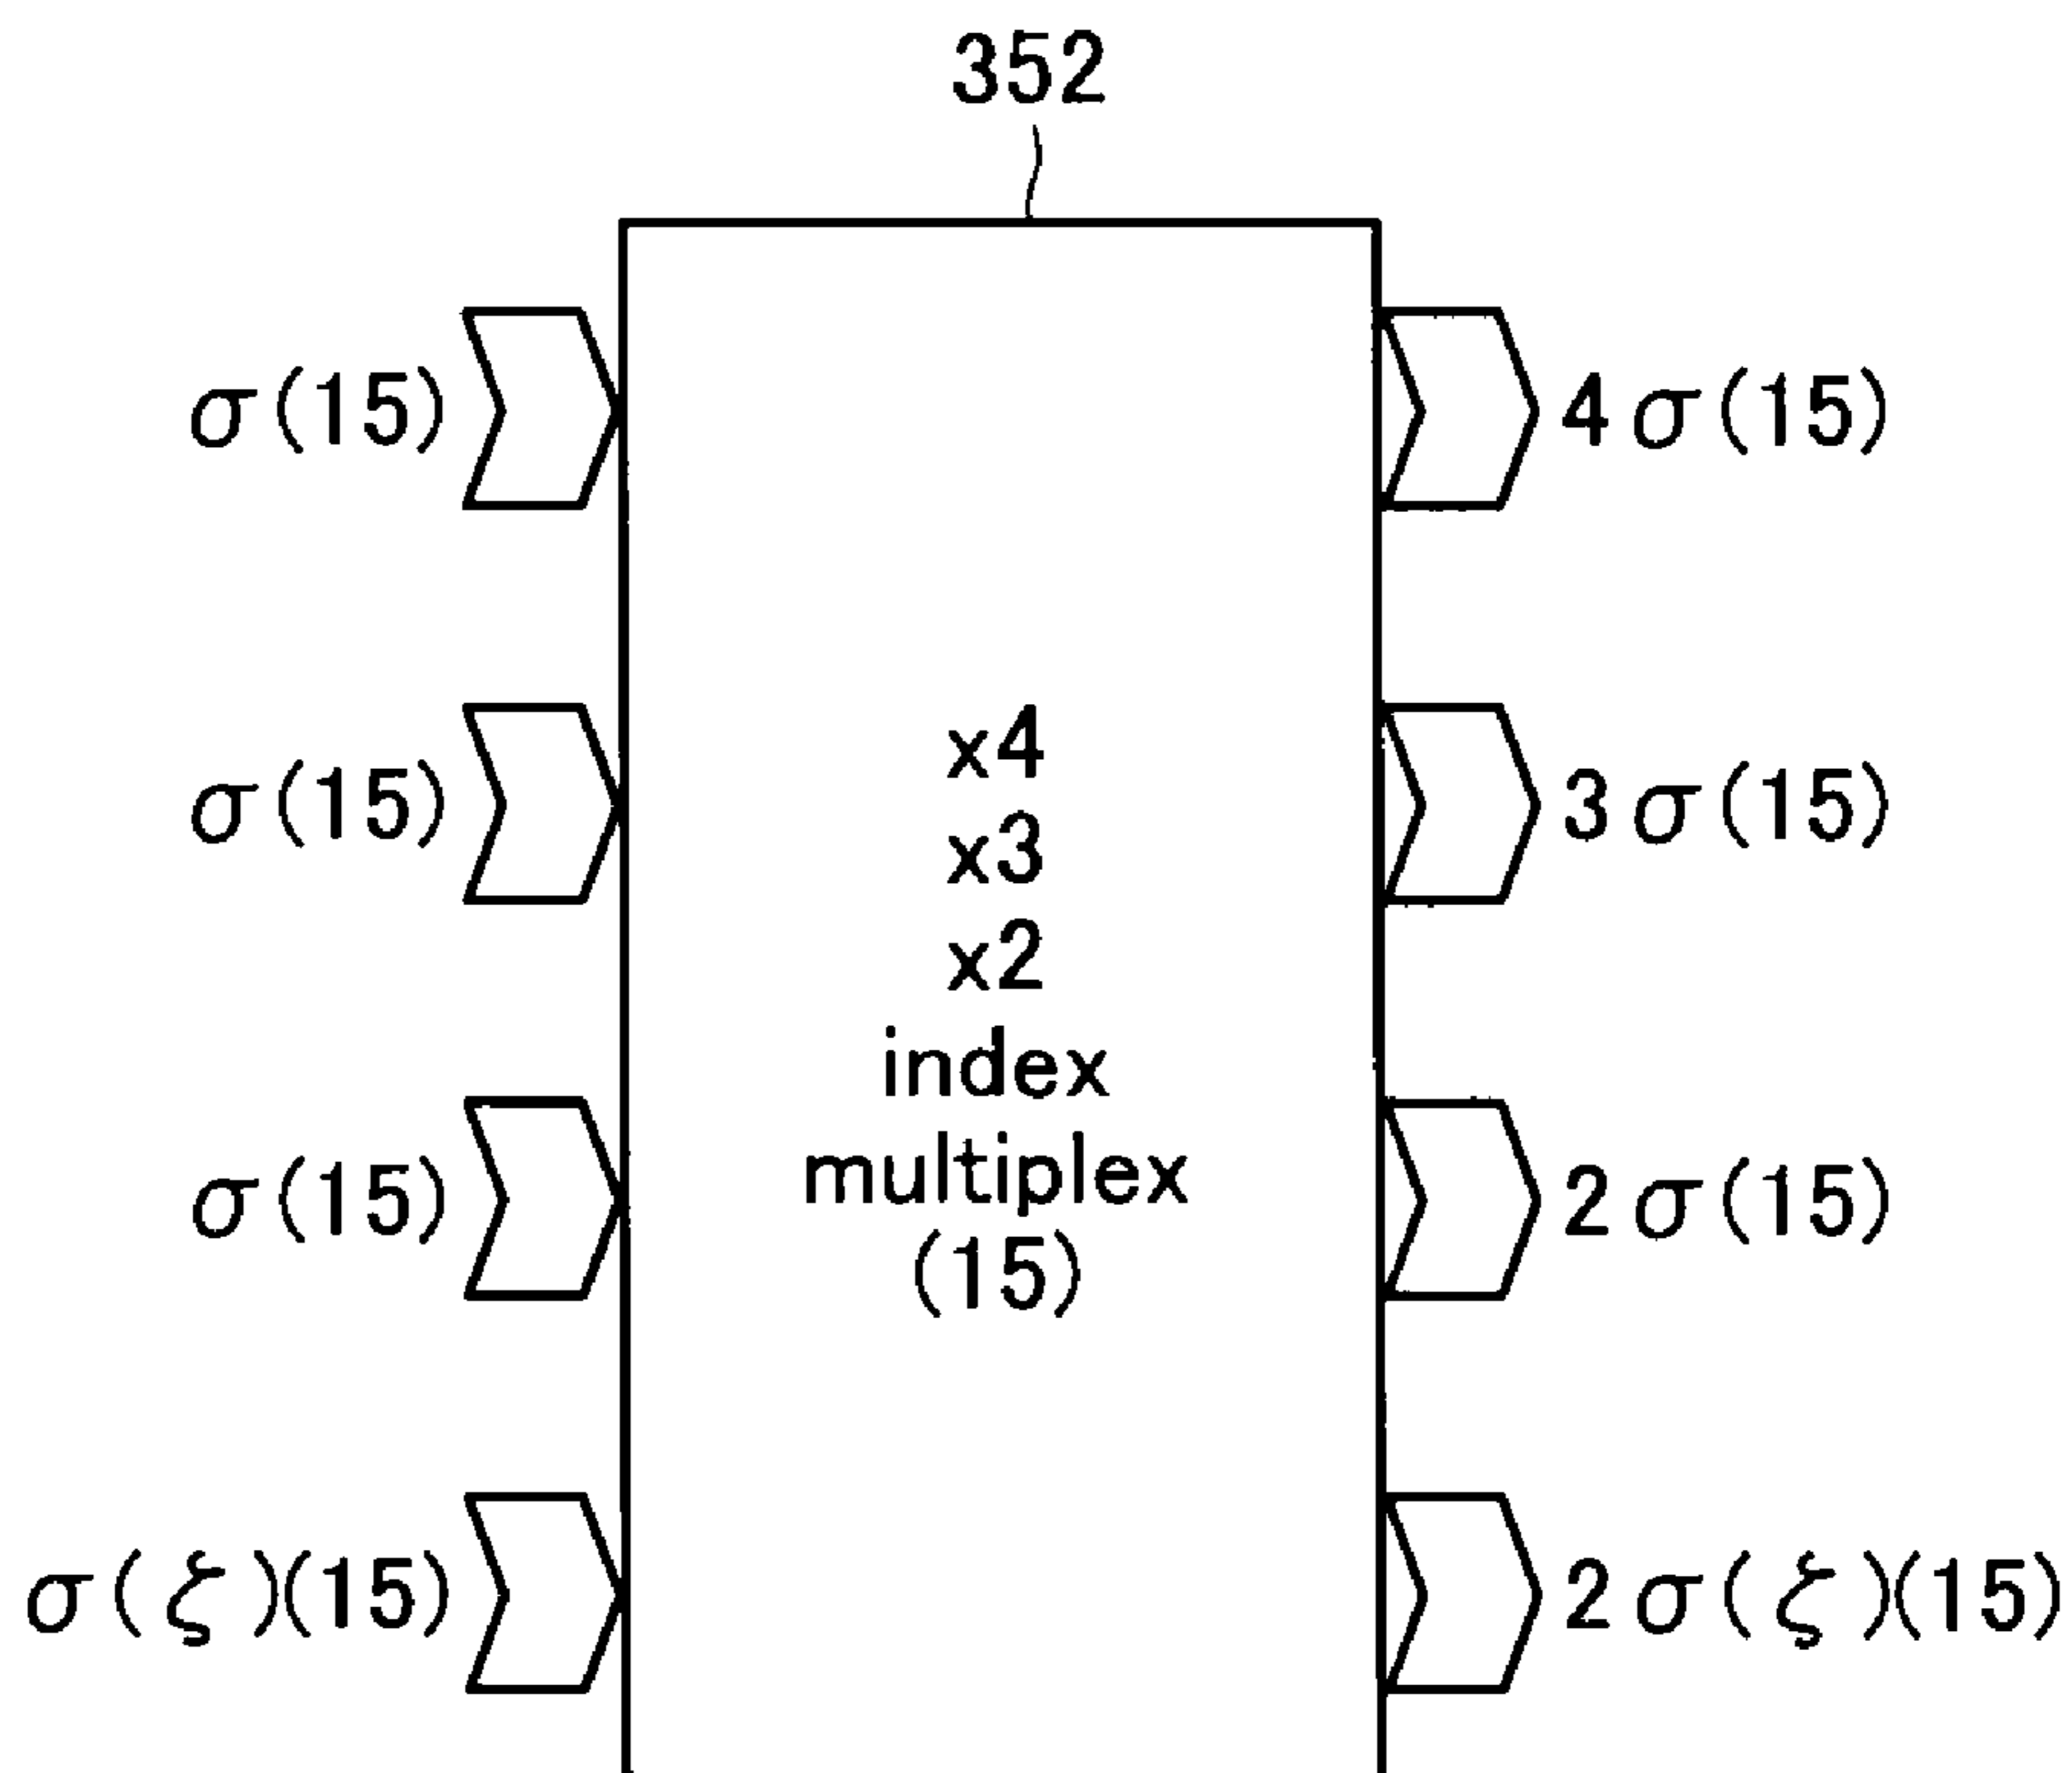 352
σ(15)
4σ(15)
σ(15)
3σ(15)
x4
x3
x2
index
multiplex
(15)
σ(15)
2σ(15)
σ(ζ)(15)
2σ(ζ)(15)